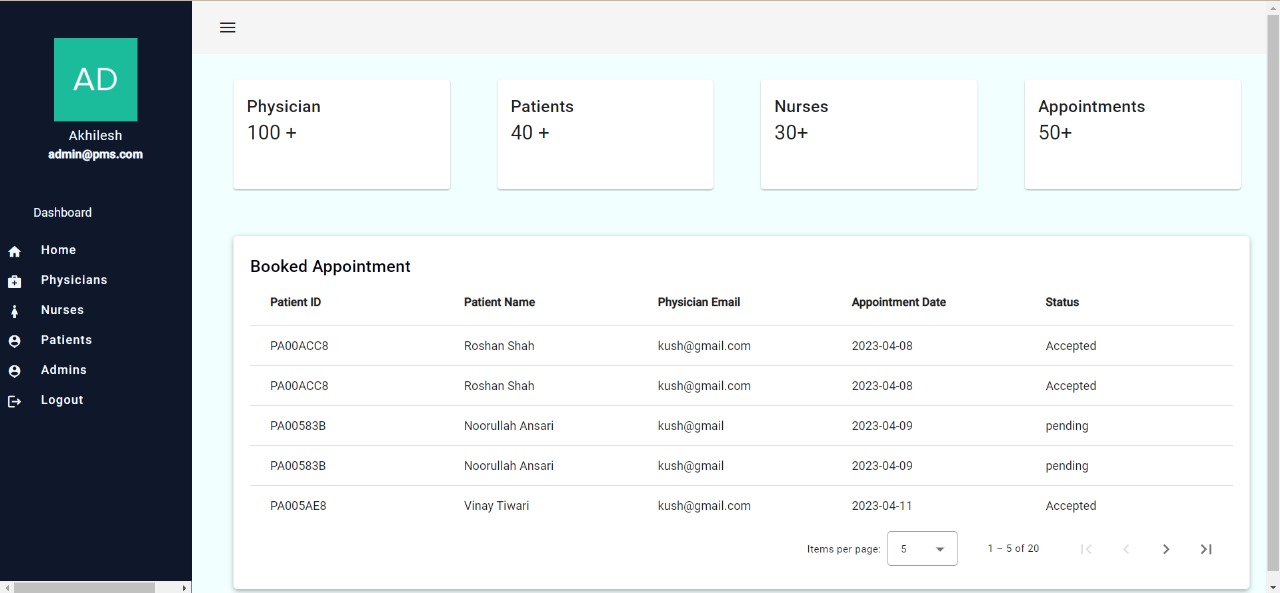 AD
Akhilesh
admin@pms.com
Dashboard
Home
Physicians
Nurses
Patients
Admins
Logout
Physician
100 +
Patients
40 +
Nurses
30+
Appointments
50+
Booked Appointment
Patient ID Patient Name Physician Email Appointment Date Status
PA00ACC8 Roshan Shah kush@gmail.com 2023-04-08 Accepted
PA00ACC8 Roshan Shah kush@gmail.com 2023-04-08 Accepted
PA00583B Noorullah Ansari kush@gmail 2023-04-09 pending
PA00583B Noorullah Ansari kush@gmail 2023-04-09 pending
PA005AE8 Vinay Tiwari kush@gmail.com 2023-04-11 Accepted
Items per page: 5 1 – 5 of 20